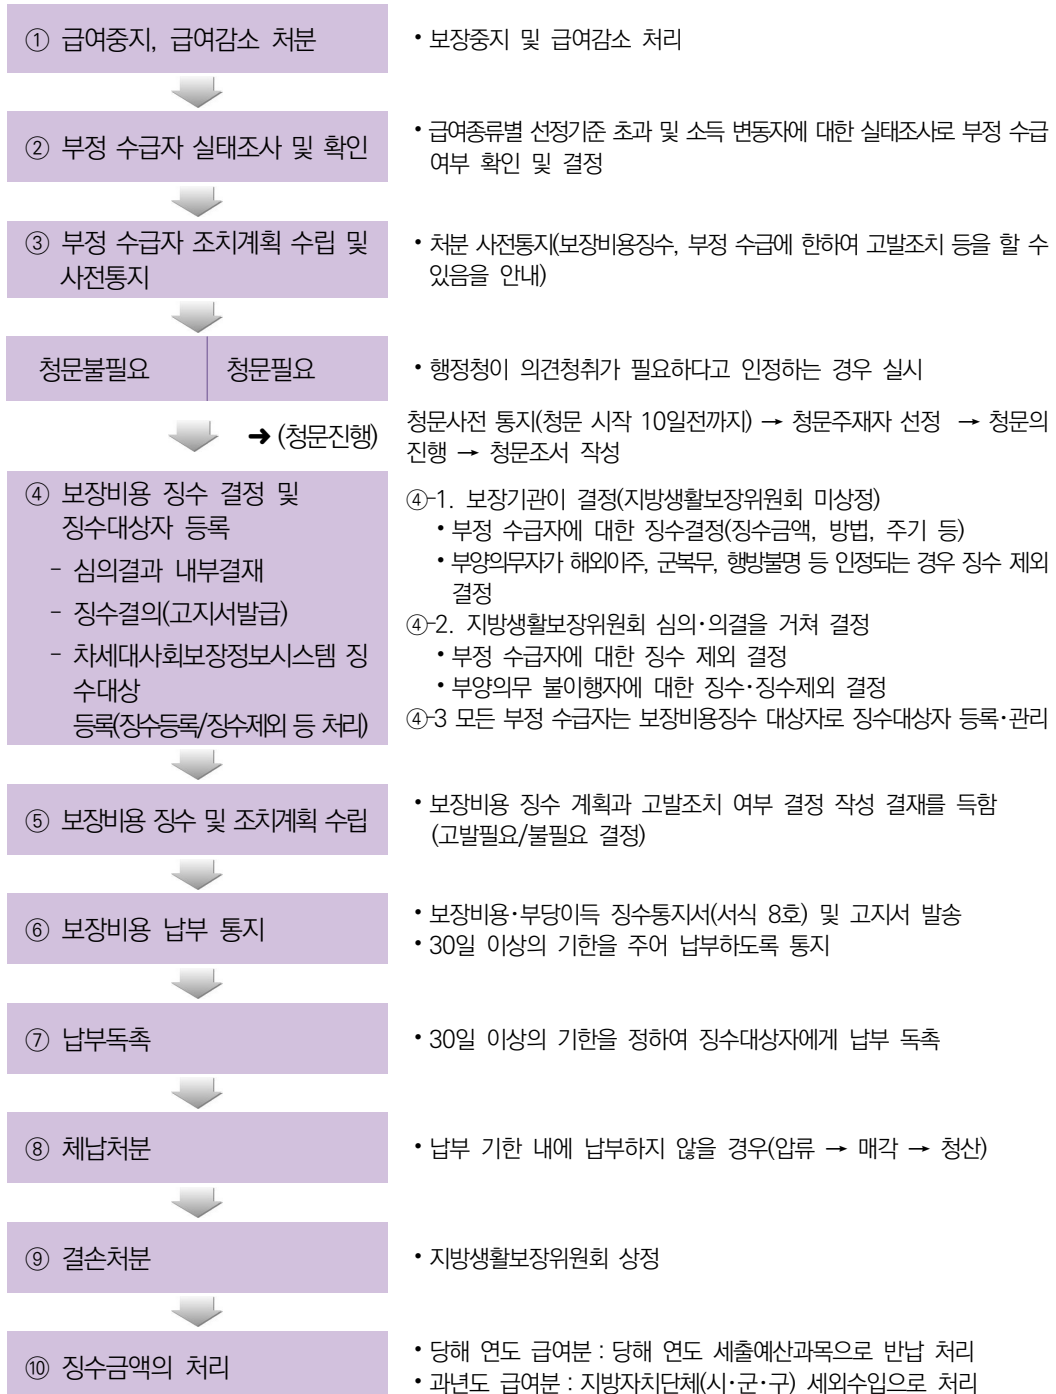 ① 급여중지, 급여감소 처분
• 보장중지 및 급여감소 처리
② 부정 수급자 실태조사 및 확인
• 급여종류별 선정기준 초과 및 소득 변동자에 대한 실태조사로 부정 수급
여부 확인 및 결정
③ 부정 수급자 조치계획 수립 및
사전통지
• 처분 사전통지(보장비용징수, 부정 수급에 한하여 고발조치 등을 할 수
있음을 안내)
청문불필요
청문필요
• 행정청이 의견청취가 필요하다고 인정하는 경우 실시
➜ (청문진행)
청문사전 통지(청문 시작 10일전까지) → 청문주재자 선정 → 청문의
진행 → 청문조서 작성
④ 보장비용 징수 결정 및
징수대상자 등록
- 심의결과 내부결재
- 징수결의(고지서발급)
- 차세대사회보장정보시스템 징
수대상
등록(징수등록/징수제외 등 처리)
④-1. 보장기관이 결정(지방생활보장위원회 미상정)
• 부정 수급자에 대한 징수결정(징수금액, 방법, 주기 등)
• 부양의무자가 해외이주, 군복무, 행방불명 등 인정되는 경우 징수 제외
결정
④-2. 지방생활보장위원회 심의·의결을 거쳐 결정
• 부정 수급자에 대한 징수 제외 결정
• 부양의무 불이행자에 대한 징수·징수제외 결정
④-3 모든 부정 수급자는 보장비용징수 대상자로 징수대상자 등록·관리
⑤ 보장비용 징수 및 조치계획 수립
• 보장비용 징수 계획과 고발조치 여부 결정 작성 결재를 득함
(고발필요/불필요 결정)
⑥ 보장비용 납부 통지
• 보장비용·부당이득 징수통지서(서식 8호) 및 고지서 발송
• 30일 이상의 기한을 주어 납부하도록 통지
⑦ 납부독촉
• 30일 이상의 기한을 정하여 징수대상자에게 납부 독촉
⑧ 체납처분
• 납부 기한 내에 납부하지 않을 경우(압류 → 매각 → 청산)
⑨ 결손처분
• 지방생활보장위원회 상정
⑩ 징수금액의 처리
• 당해 연도 급여분 : 당해 연도 세출예산과목으로 반납 처리
• 과년도 급여분 : 지방자치단체(시·군·구) 세외수입으로 처리